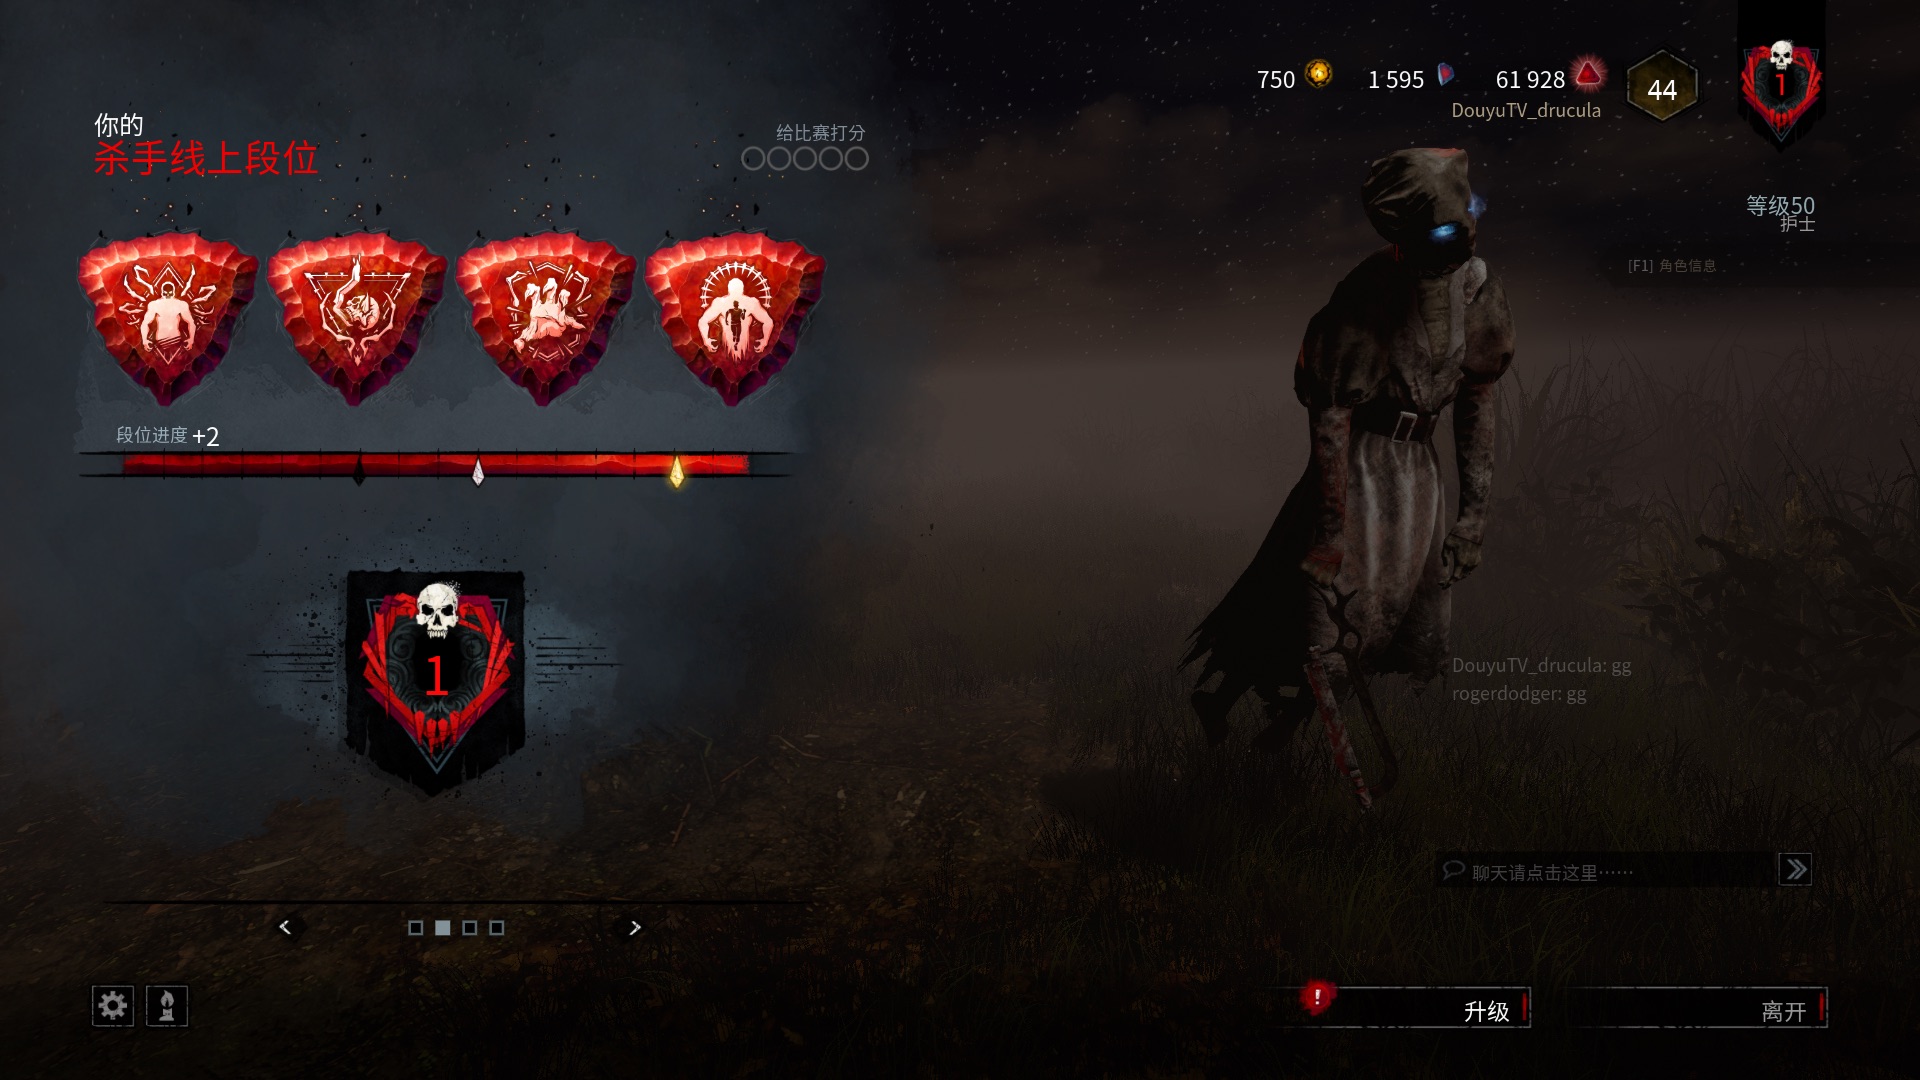 750
1 595
61 928
44
1
DouyuTV_drucula
你的
杀手线上段位
给比赛打分
等级50
护士
[F1] 角色信息
段位进度 +2
1
DouyuTV_drucula: gg
rogerdodger: gg
聊天请点击这里······
!
升级
离开